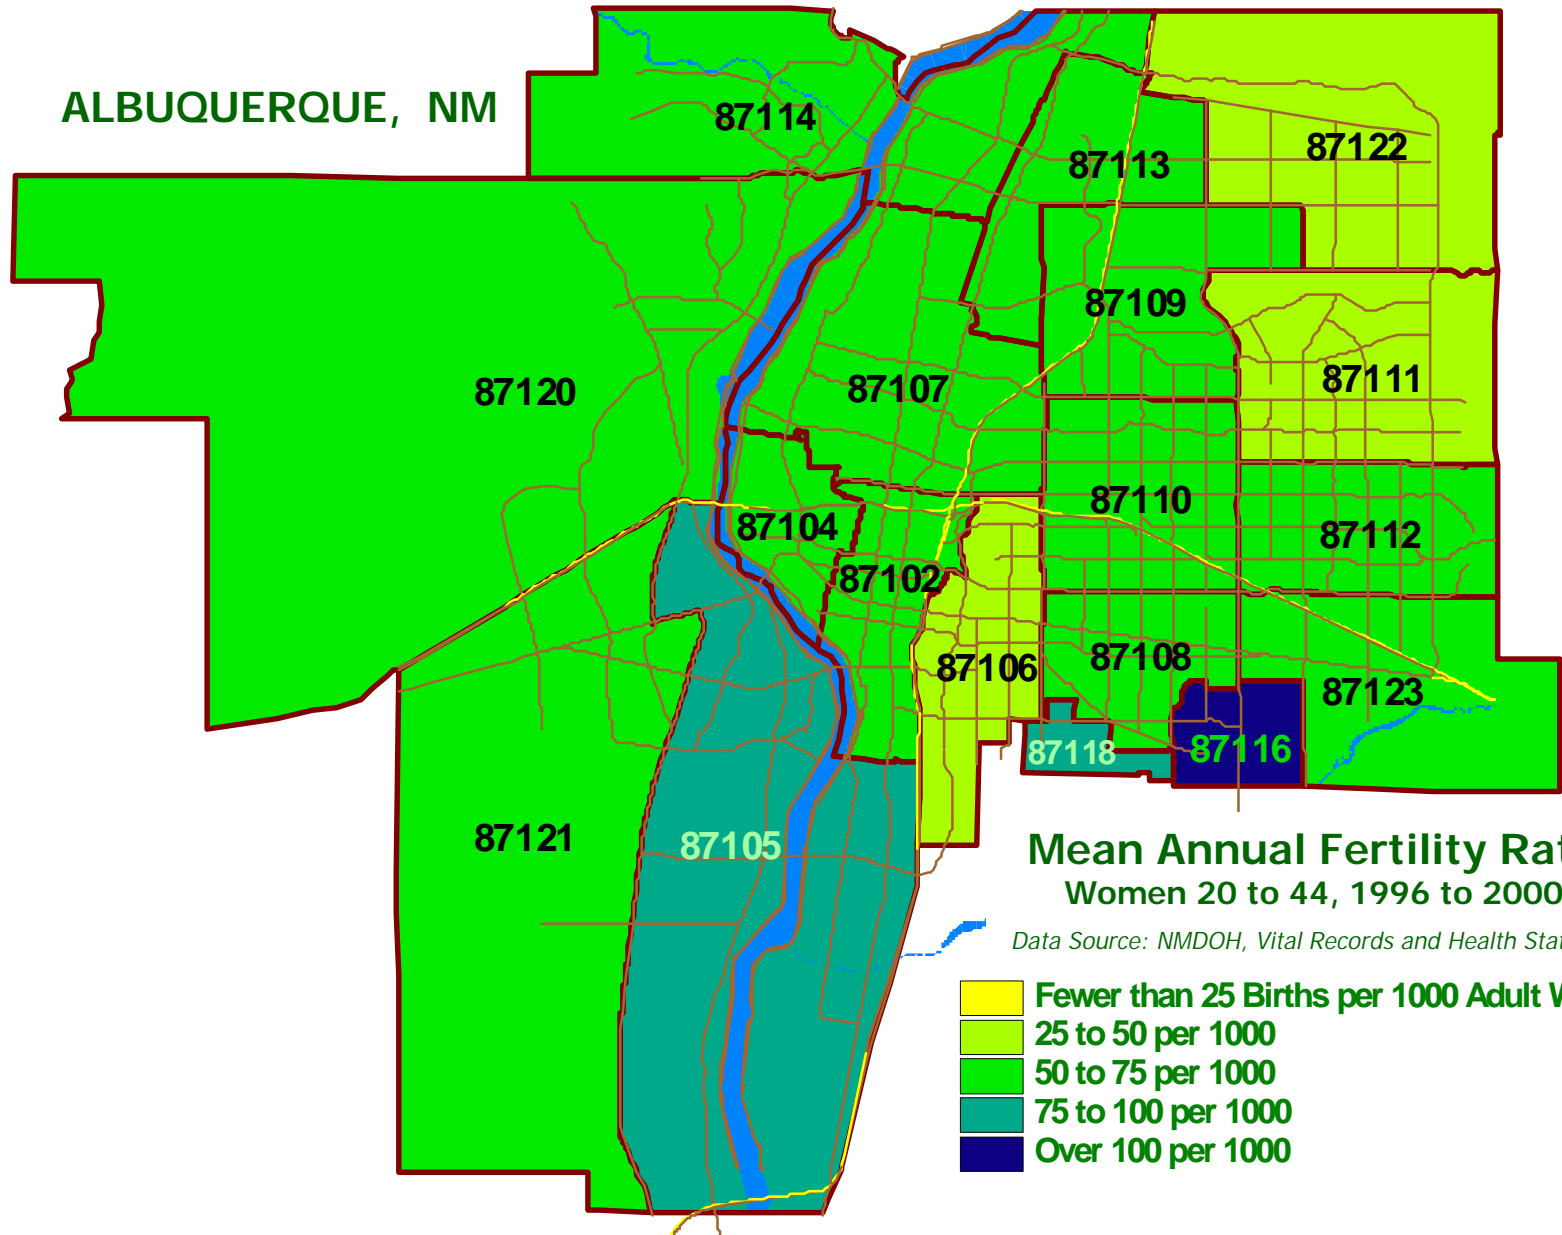 ALBUQUERQUE, NM
87114
87122
87113
87109
87111
87120
87107
87110
87104
87112
87102
87106
87108
87123
87118
87116
87121
87105
Mean Annual Fertility Rat
Women 20 to 44, 1996 to 2000
Data Source: NMDOH, Vital Records and Health Stat
Fewer than 25 Births per 1000 Adult W
25 to 50 per 1000
50 to 75 per 1000
75 to 100 per 1000
Over 100 per 1000